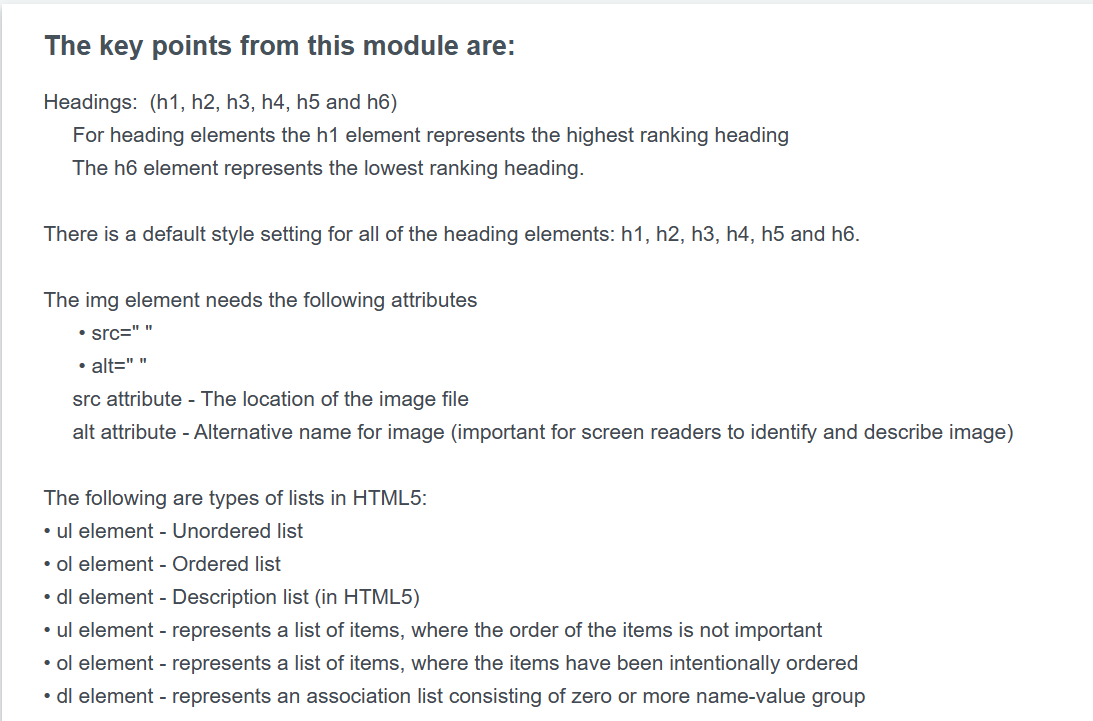 The key points from this module are:
Headings:  (h1, h2, h3, h4, h5 and h6)
For heading elements the h1 element represents the highest ranking heading
The h6 element represents the lowest ranking heading.
There is a default style setting for all of the heading elements: h1, h2, h3, h4, h5 and h6.
The img element needs the following attributes
• src=" "
• alt=" "
src attribute - The location of the image file
alt attribute - Alternative name for image (important for screen readers to identify and describe image)
The following are types of lists in HTML5:
• ul element - Unordered list
• ol element - Ordered list
• dl element - Description list (in HTML5)
• ul element - represents a list of items, where the order of the items is not important
• ol element - represents a list of items, where the items have been intentionally ordered
• dl element - represents an association list consisting of zero or more name-value group